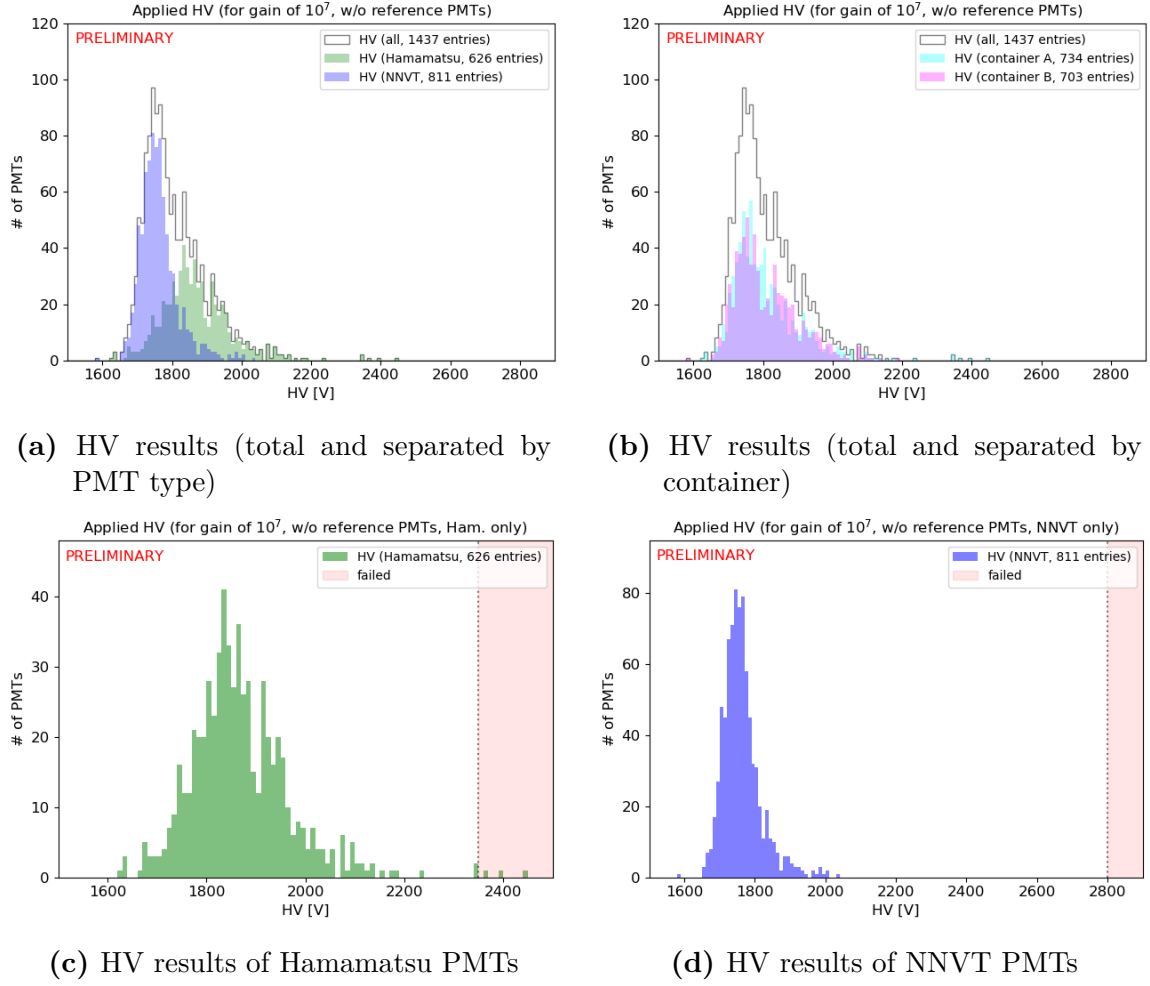 Applied HV (for gain of 10⁷, w/o reference PMTs)
PRELIMINARY
HV (all, 1437 entries)
HV (Hamamatsu, 626 entries)
HV (NNVT, 811 entries)
# of PMTs
120
100
80
60
40
20
0
1600 1800 2000 2200 2400 2600 2800
HV [V]
(a) HV results (total and separated by
PMT type)
Applied HV (for gain of 10⁷, w/o reference PMTs)
PRELIMINARY
HV (all, 1437 entries)
HV (container A, 734 entries)
HV (container B, 703 entries)
# of PMTs
120
100
80
60
40
20
0
1600 1800 2000 2200 2400 2600 2800
HV [V]
(b) HV results (total and separated by
container)
Applied HV (for gain of 10⁷, w/o reference PMTs, Ham. only)
PRELIMINARY
HV (Hamamatsu, 626 entries)
failed
# of PMTs
40
30
20
10
0
1600 1800 2000 2200 2400
HV [V]
(c) HV results of Hamamatsu PMTs
Applied HV (for gain of 10⁷, w/o reference PMTs, NNVT only)
PRELIMINARY
HV (NNVT, 811 entries)
failed
# of PMTs
80
60
40
20
0
1600 1800 2000 2200 2400 2600 2800
HV [V]
(d) HV results of NNVT PMTs